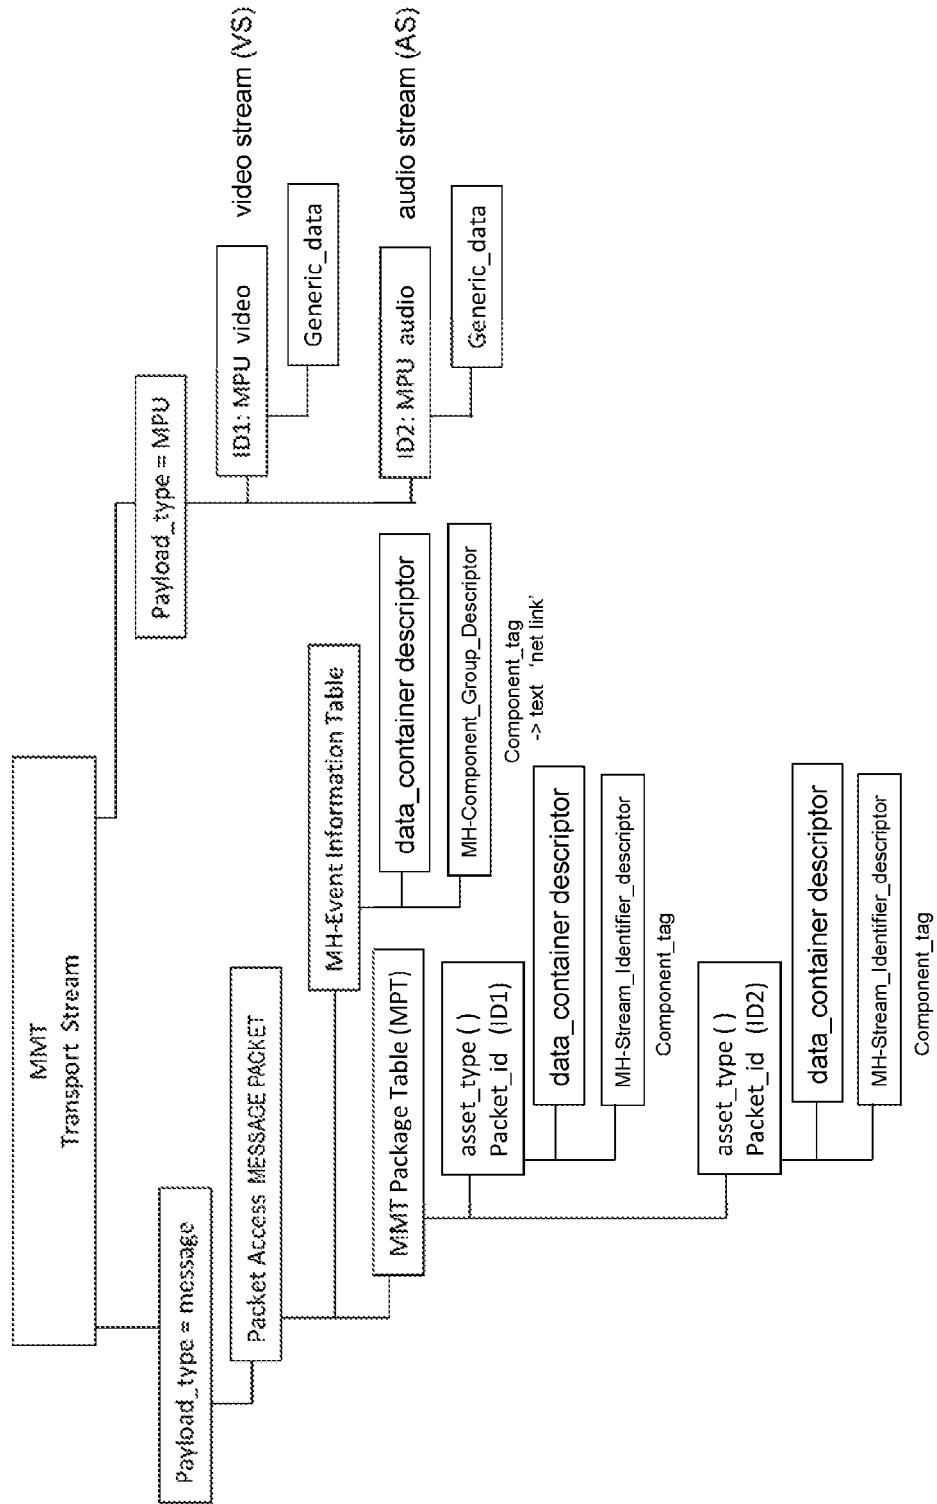 MMT
Transport Stream
Payload_type = message
Packet Access MESSAGE PACKET
MH-Event Information Table
data_container descriptor
MH-Component_Group_Descriptor
Component_tag
-> text 'net link'
MMT Package Table (MPT)
asset_type ( )
Packet_id (ID1)
data_container descriptor
MH-Stream_Identifier_descriptor
Component_tag
asset_type ( )
Packet_id (ID2)
data_container descriptor
MH-Stream_Identifier_descriptor
Component_tag
Payload_type = MPU
ID1: MPU video
video stream (VS)
Generic_data
ID2: MPU audio
audio stream (AS)
Generic_data